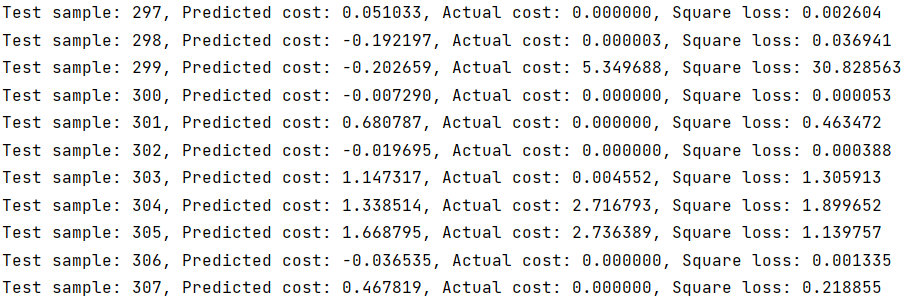 Test sample: 297, Predicted cost: 0.051033, Actual cost: 0.000000, Square loss: 0.002604
Test sample: 298, Predicted cost: -0.192197, Actual cost: 0.000003, Square loss: 0.036941
Test sample: 299, Predicted cost: -0.202659, Actual cost: 5.349688, Square loss: 30.828563
Test sample: 300, Predicted cost: -0.007290, Actual cost: 0.000000, Square loss: 0.000053
Test sample: 301, Predicted cost: 0.680787, Actual cost: 0.000000, Square loss: 0.463472
Test sample: 302, Predicted cost: -0.019695, Actual cost: 0.000000, Square loss: 0.000388
Test sample: 303, Predicted cost: 1.147317, Actual cost: 0.004552, Square loss: 1.305913
Test sample: 304, Predicted cost: 1.338514, Actual cost: 2.716793, Square loss: 1.899652
Test sample: 305, Predicted cost: 1.668795, Actual cost: 2.736389, Square loss: 1.139757
Test sample: 306, Predicted cost: -0.036535, Actual cost: 0.000000, Square loss: 0.001335
Test sample: 307, Predicted cost: 0.467819, Actual cost: 0.000000, Square loss: 0.218855